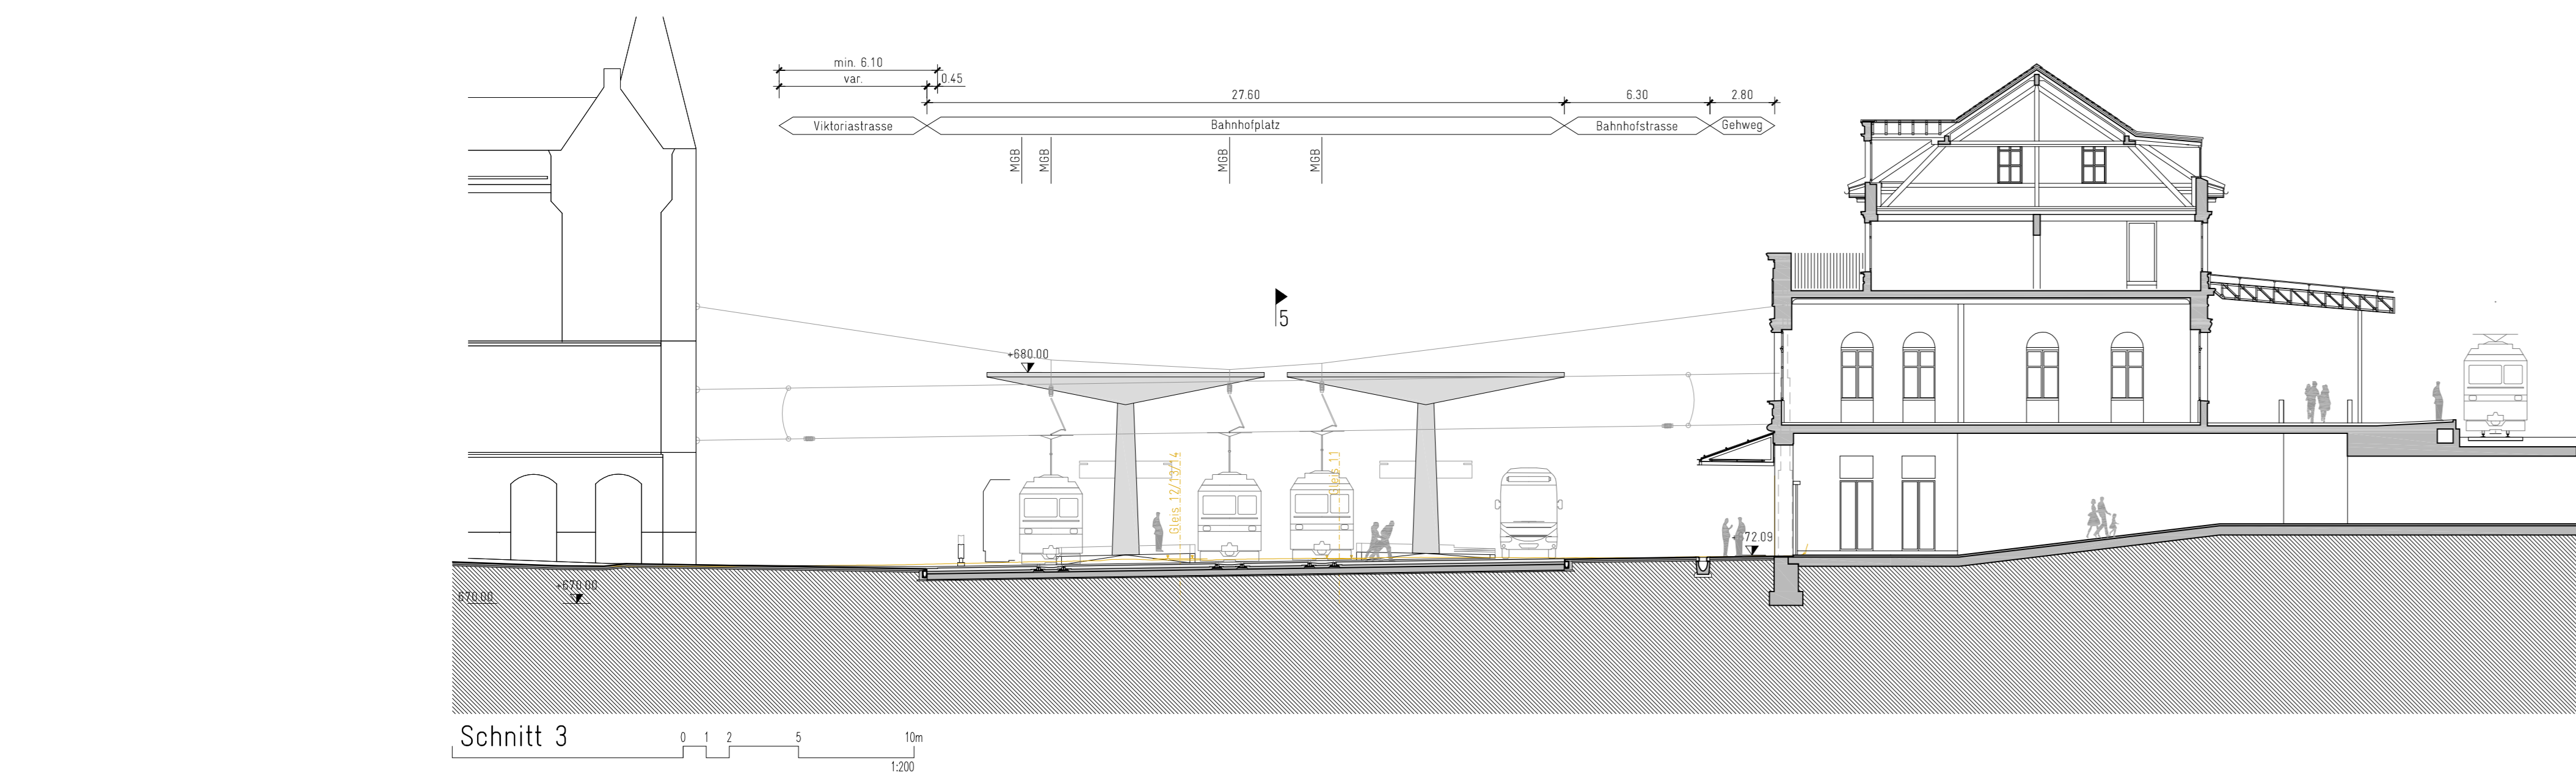 min. 6.10
var.
0.45
27.60
6.30
2.80
Viktoriastrasse
Bahnhofplatz
Bahnhofstrasse
Gehweg
MGB
MGB
MGB
MGB
5
+680.00
Gleis 12/13/14
Gleis 11
+672.09
670.00
+670.00
Schnitt 3
0 1 2 5 10m
1:200